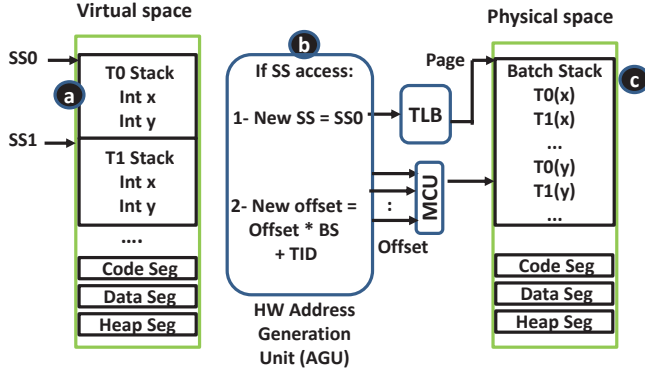 Virtual space
SS0
a
T0 Stack
Int x
Int y
SS1
T1 Stack
Int x
Int y
....
Code Seg
Data Seg
Heap Seg
b
If SS access:
1- New SS = SS0
2- New offset =
Offset * BS
+ TID
HW Address
Generation
Unit (AGU)
TLB
Page
MCU
:
Offset
Physical space
c
Batch Stack
T0(x)
T1(x)
...
T0(y)
T1(y)
...
Code Seg
Data Seg
Heap Seg